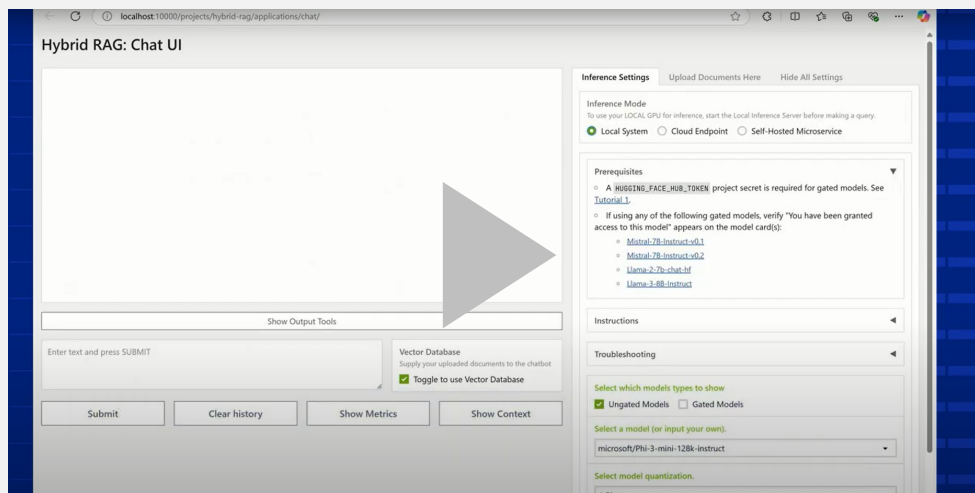 localhost:10000/projects/hybrid-rag/applications/chat/
Hybrid RAG: Chat UI
Show Output Tools
Enter text and press SUBMIT
Vector Database
Supply your uploaded documents to the chatbot
Toggle to use Vector Database
Submit
Clear history
Show Metrics
Show Context
Inference Settings
Upload Documents Here
Hide All Settings
Inference Mode
To use your LOCAL GPU for inference, start the Local Inference Server before making a query.
Local System
Cloud Endpoint
Self-Hosted Microservice
Prerequisites
A HUGGING_FACE_HUB_TOKEN project secret is required for gated models. See
Tutorial 1.
If using any of the following gated models, verify "You have been granted
access to this model" appears on the model card(s):
Mistral-7B-Instruct-v0.1
Mistral-7B-Instruct-v0.2
Llama-2-7b-chat-hf
Llama-3-8B-Instruct
Instructions
Troubleshooting
Select which models types to show
Ungated Models
Gated Models
Select a model (or input your own).
microsoft/Phi-3-mini-128k-instruct
Select model quantization.